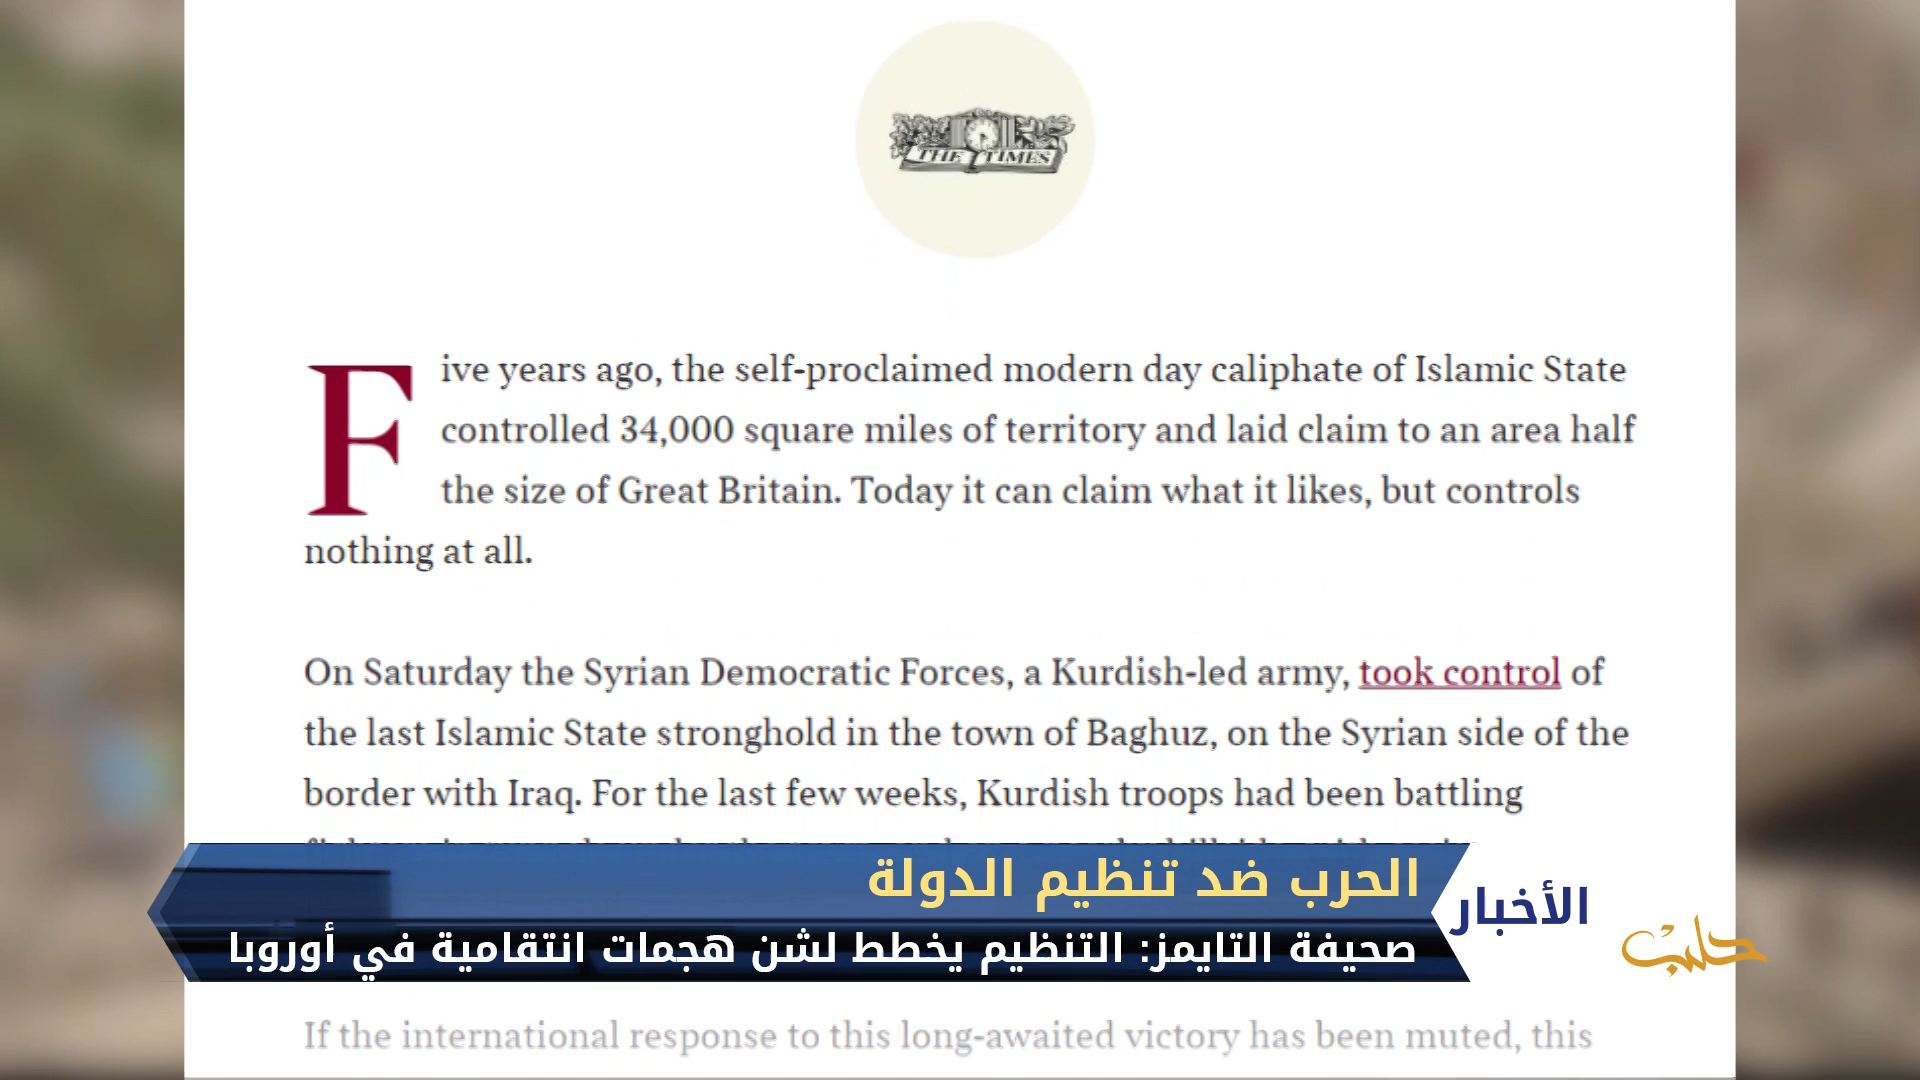 THE TIMES
Five years ago, the self-proclaimed modern day caliphate of Islamic State
controlled 34,000 square miles of territory and laid claim to an area half
the size of Great Britain. Today it can claim what it likes, but controls
nothing at all.
On Saturday the Syrian Democratic Forces, a Kurdish-led army, took control of
the last Islamic State stronghold in the town of Baghuz, on the Syrian side of the
border with Iraq. For the last few weeks, Kurdish troops had been battling
الحرب ضد تنظيم الدولة
صحيفة التايمز: التنظيم يخطط لشن هجمات انتقامية في أوروبا
الأخبار
حلب
If the international response to this long-awaited victory has been muted, this